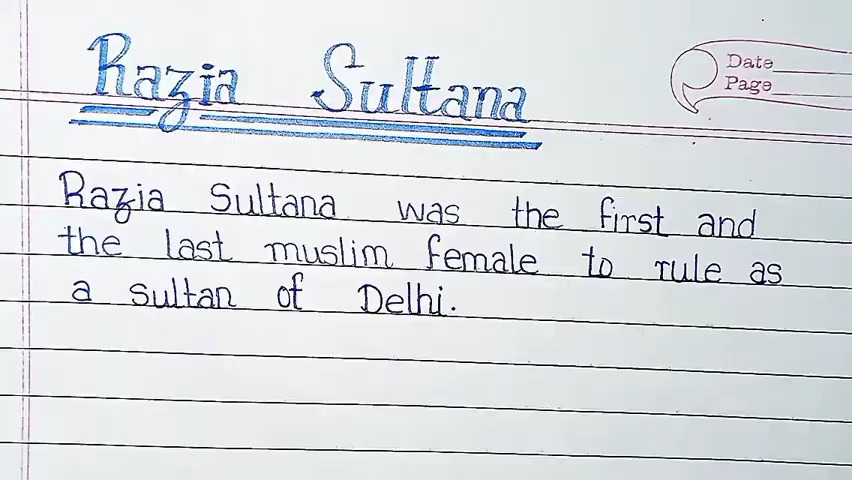 Razia Sultana
Date
Page
Razia Sultana was the first and
the last muslim female to rule as
a sultan of Delhi.